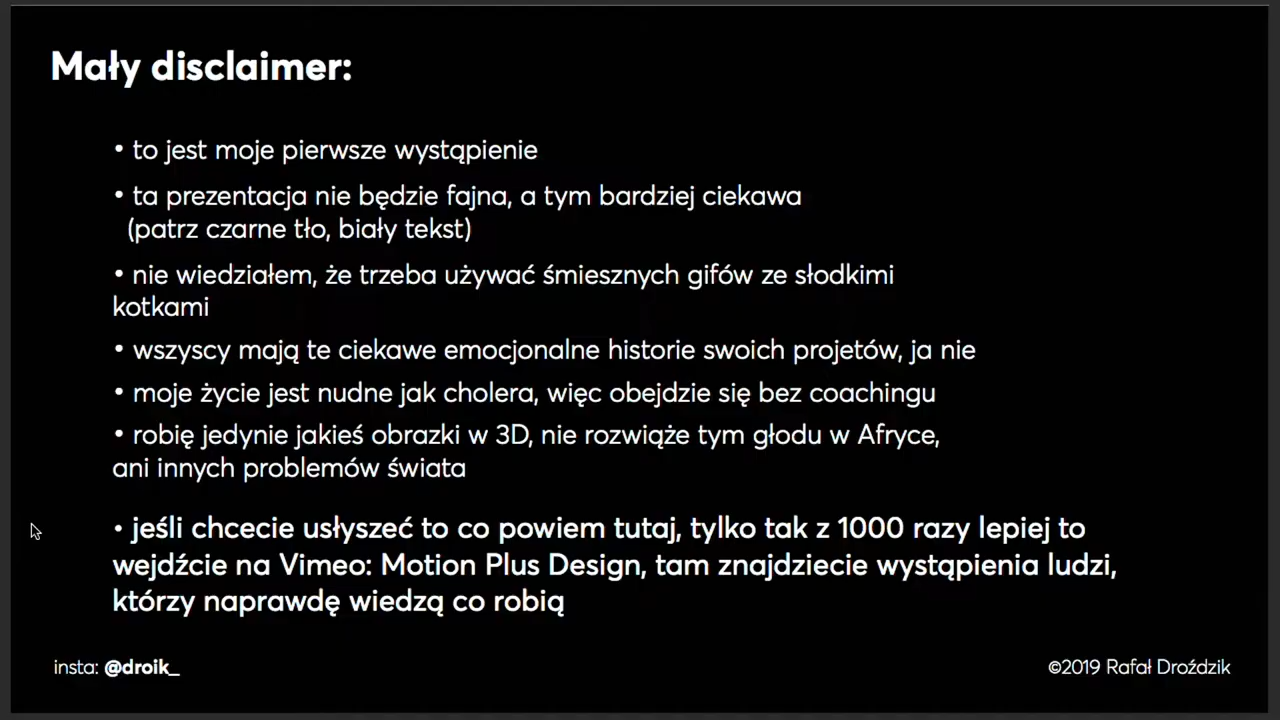 Mały disclaimer:
• to jest moje pierwsze wystąpienie
• ta prezentacja nie będzie fajna, a tym bardziej ciekawa
(patrz czarne tło, biały tekst)
• nie wiedziałem, że trzeba używać śmiesznych gifów ze słodkimi
kotkami
• wszyscy mają te ciekawe emocjonalne historie swoich projetów, ja nie
• moje życie jest nudne jak cholera, więc obejdzie się bez coachingu
• robię jedynie jakieś obrazki w 3D, nie rozwiąże tym głodu w Afryce,
ani innych problemów świata
• jeśli chcecie usłyszeć to co powiem tutaj, tylko tak z 1000 razy lepiej to
wejdźcie na Vimeo: Motion Plus Design, tam znajdziecie wystąpienia ludzi,
którzy naprawdę wiedzą co robią
insta: @droik_
©2019 Rafał Droździk